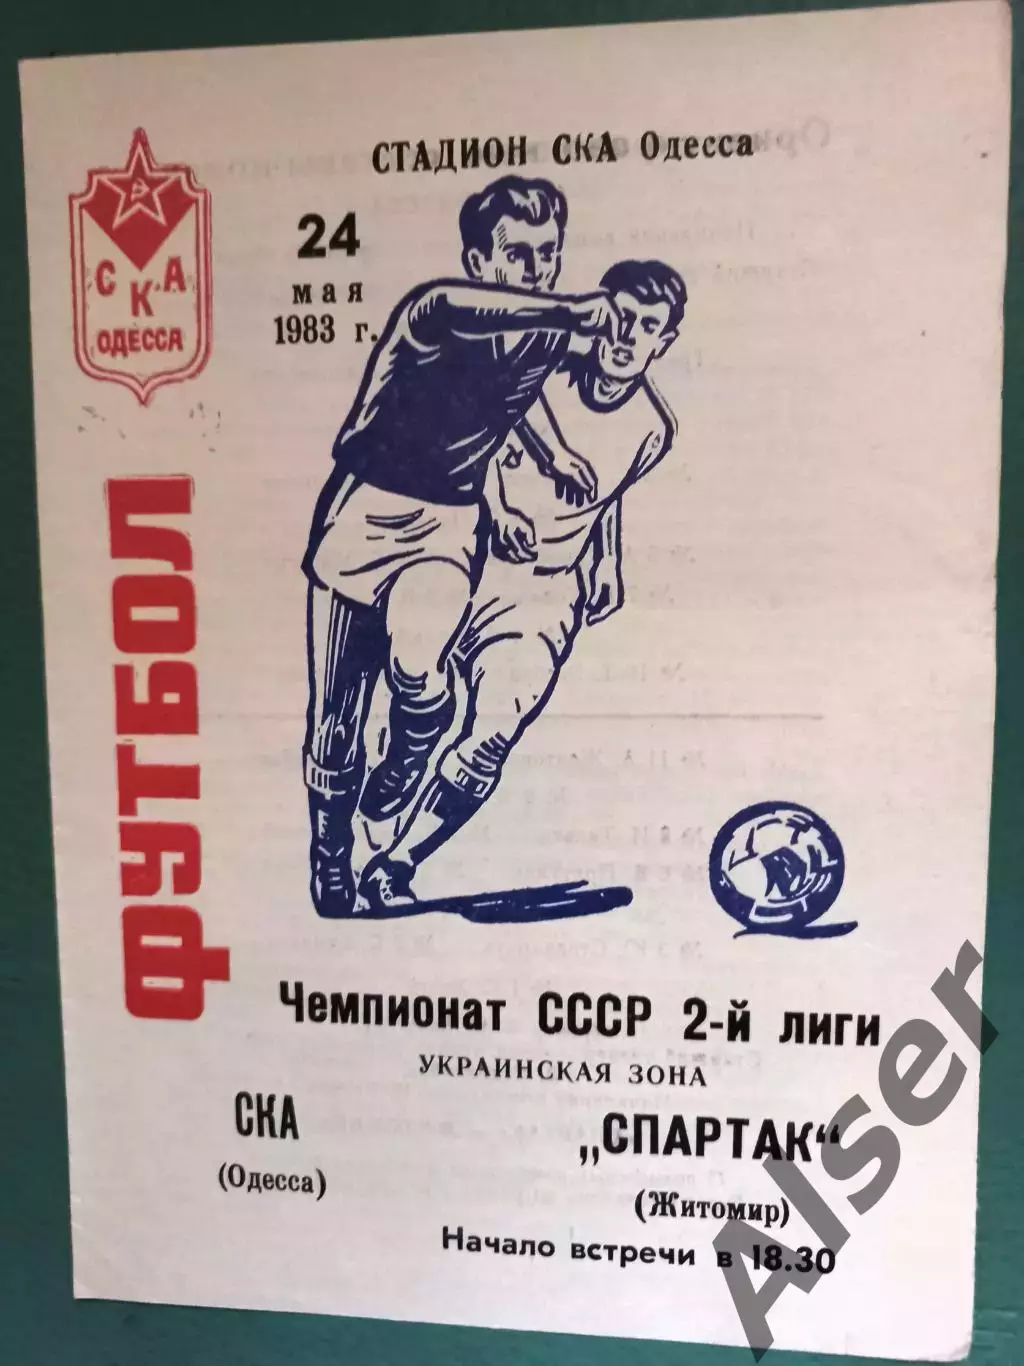 СТАДИОН СКА Одесса
24
мая
1983 г.
СКА
ОДЕССА
ФУТБОЛ
Чемпионат СССР 2-й лиги
УКРАИНСКАЯ ЗОНА
СКА
(Одесса)
„СПАРТАК“
(Житомир)
Начало встречи в 18.30
Alser